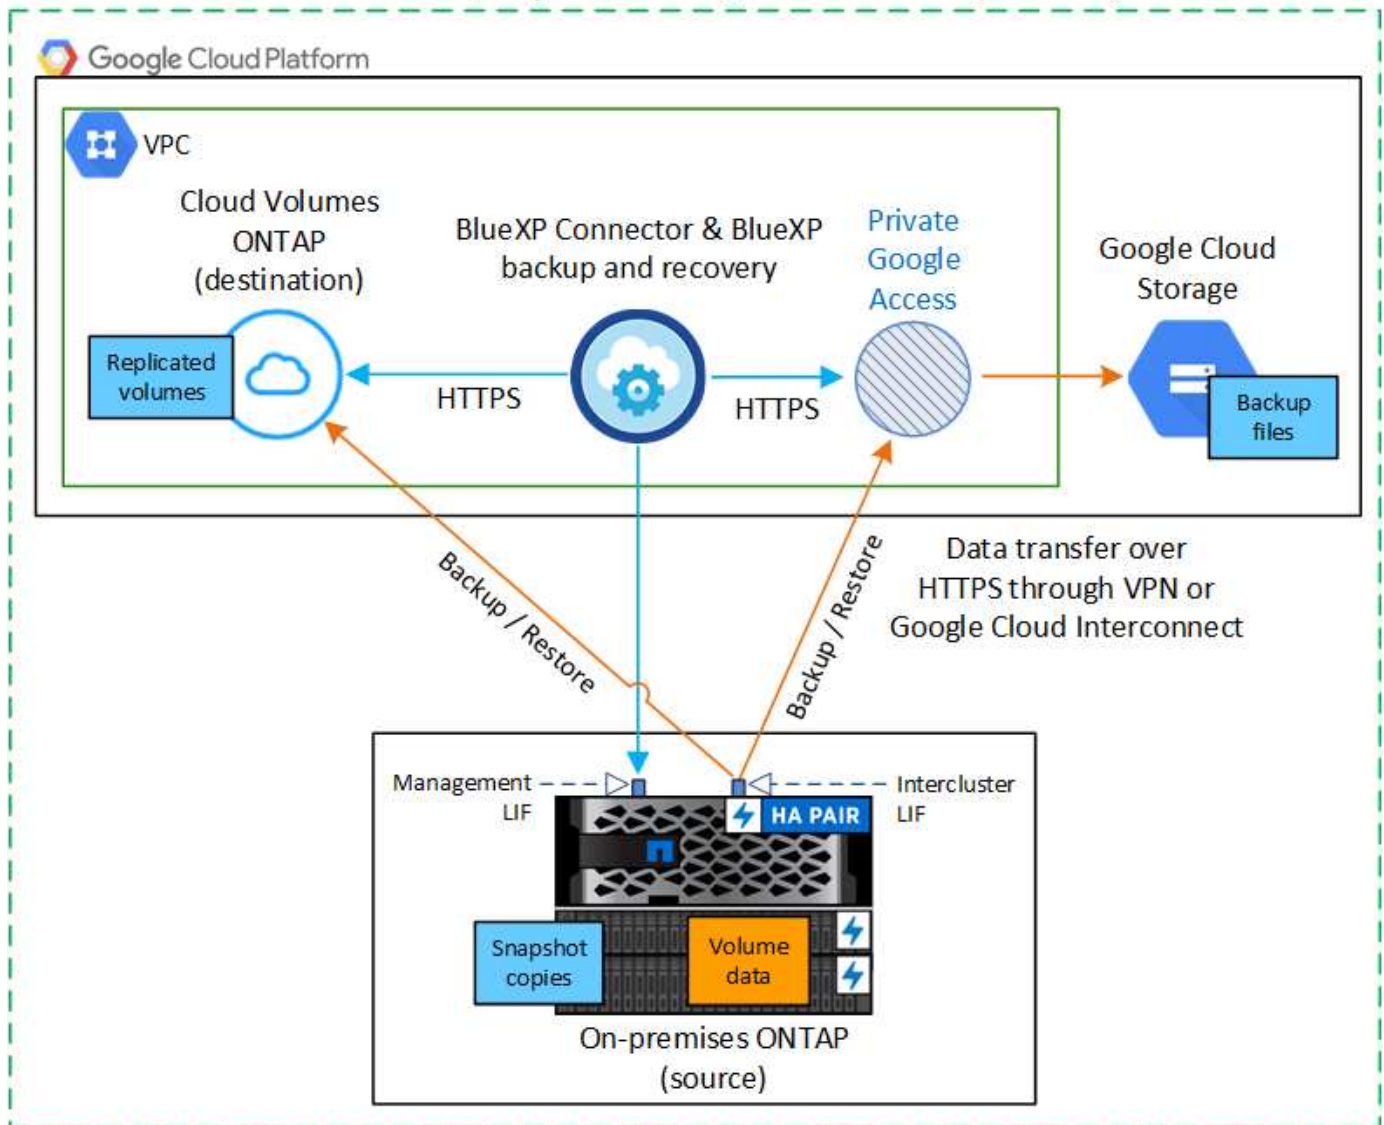 Google Cloud Platform
VPC
Cloud Volumes
ONTAP
(destination)
BlueXP Connector & BlueXP
backup and recovery
Private
Google
Access
Google Cloud
Storage
Replicated
volumes
HTTPS
HTTPS
Backup
files
Backup / Restore
Backup / Restore
Data transfer over
HTTPS through VPN or
Google Cloud Interconnect
Management
LIF
Intercluster
LIF
HA PAIR
Snapshot
copies
Volume
data
On-premises ONTAP
(source)